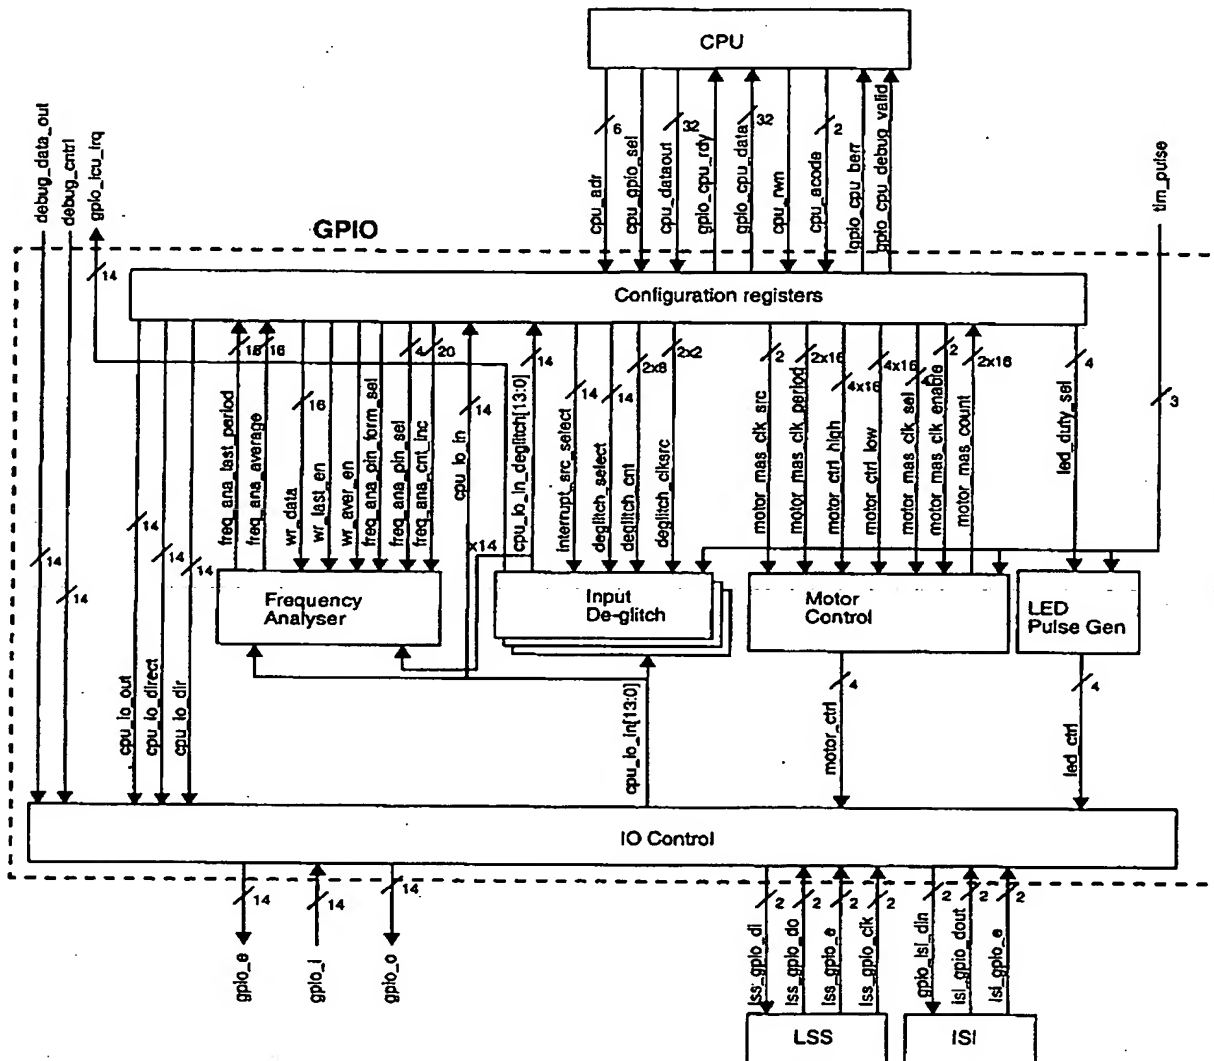 CPU
6
32
32
2
cpu_adr
cpu_gpio_sel
cpu_dataout
gpio_cpu_rdy
gpio_cpu_data
cpu_rwn
cpu_acode
gpio_cpu_berr
gpio_cpu_debug_valid
debug_data_out
debug_cntrl
gpio_icu_irq
tim_pulse
GPIO
14
3
Configuration registers
16
4
20
14
14
2
2x16
4x16
4x16
2
2x16
4
16
14
14
2x8
2x2
freq_ana_last_period
freq_ana_average
wr_data
wr_last_en
wr_aver_en
freq_ana_pin_form_sel
freq_ana_pin_sel
freq_ana_cnt_inc
cpu_io_in
cpu_io_in_deglitch[13:0]
interrupt_src_select
deglitch_select
deglitch_cnt
deglitch_clksrc
motor_mas_clk_src
motor_mas_clk_period
motor_ctrl_high
motor_ctrl_low
motor_mas_clk_sel
motor_mas_clk_enable
motor_mas_count
led_duty_sel
14
14
14
14
14
x14
Frequency
Analyser
Input
De-glitch
Motor
Control
LED
Pulse Gen
cpu_io_out
cpu_io_direct
cpu_io_dir
cpu_io_in[13:0]
motor_ctrl
4
led_ctrl
4
IO Control
14
14
14
2
2
2
2
2
2
2
gpio_e
gpio_i
gpio_o
lss_gpio_di
lss_gpio_do
lss_gpio_e
lss_gpio_clk
gpio_isi_din
isi_gpio_dout
isi_gpio_e
LSS
ISI